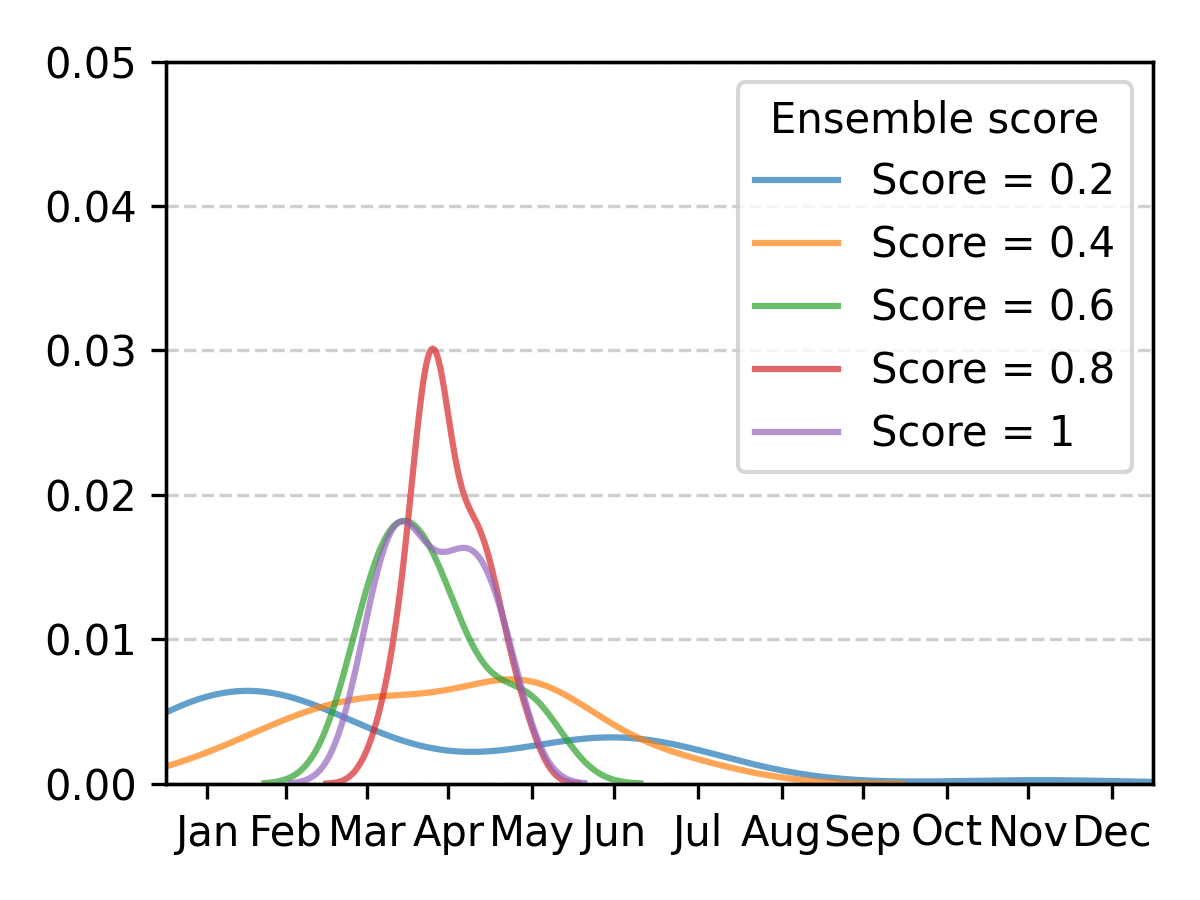 0.05
0.04
0.03
0.02
0.01
0.00
Ensemble score
Score = 0.2
Score = 0.4
Score = 0.6
Score = 0.8
Score = 1
Jan Feb Mar Apr May Jun Jul Aug Sep Oct Nov Dec